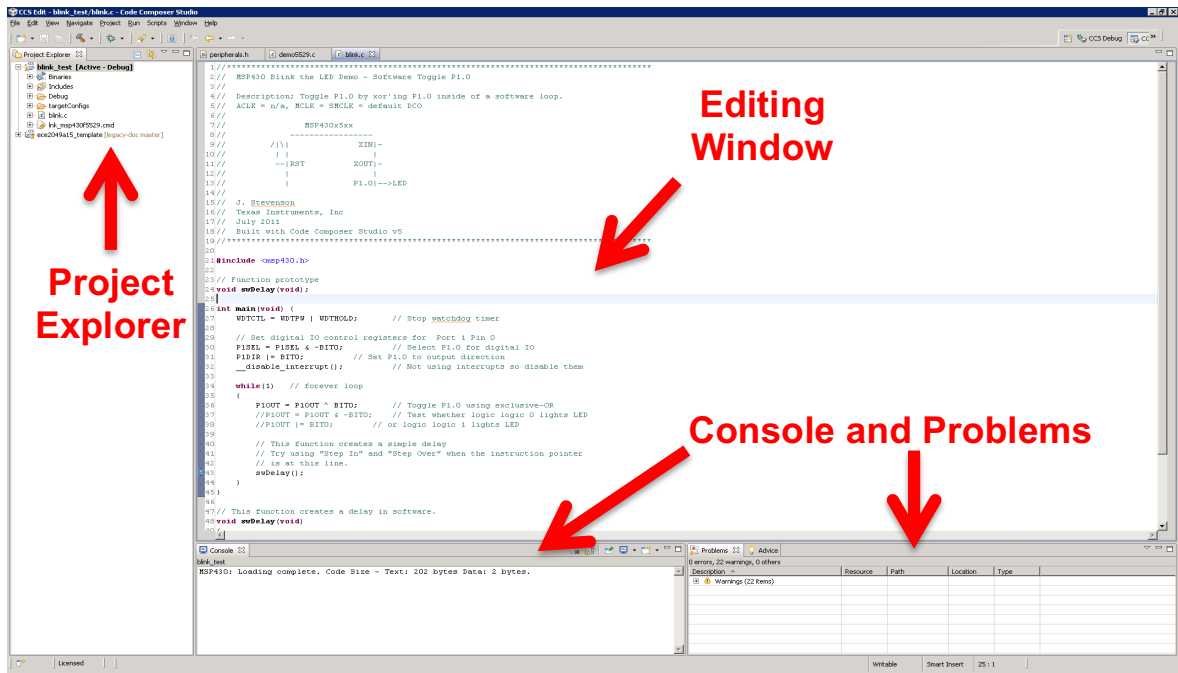 CCS Edit - blink_test/blink.c - Code Composer Studio
File Edit View Navigate Project Run Scripts Window Help
CCS Debug CC»
Project Explorer
blink_test [Active - Debug]
Binaries
Includes
Debug
targetConfigs
blink.c
lnk_msp430f5529.cmd
ece2049a15_template [legacy-doc master]
Project
Explorer
peripherals.h demo5529.c blink.c
1 //***************************************************************************************
2 // MSP430 Blink the LED Demo - Software Toggle P1.0
3 //
4 // Description; Toggle P1.0 by xor'ing P1.0 inside of a software loop.
5 // ACLK = n/a, MCLK = SMCLK = default DCO
6 //
7 // MSP430x5xx
8 // -----------------
9 // /|\| XIN|-
10 // | | |
11 // --|RST XOUT|-
12 // | |
13 // | P1.0|-->LED
14 //
15 // J. Stevenson
16 // Texas Instruments, Inc
17 // July 2011
18 // Built with Code Composer Studio v5
19 //***************************************************************************************
20
21 #include <msp430.h>
22
23 // Function prototype
24 void swDelay(void);
25
26 int main(void) {
27 WDTCTL = WDTPW | WDTHOLD; // Stop watchdog timer
28
29 // Set digital IO control registers for Port 1 Pin 0
30 P1SEL = P1SEL & ~BIT0; // Select P1.0 for digital IO
31 P1DIR |= BIT0; // Set P1.0 to output direction
32 __disable_interrupt(); // Not using interrupts so disable them
33
34 while(1) // forever loop
35 {
36 P1OUT = P1OUT ^ BIT0; // Toggle P1.0 using exclusive-OR
37 //P1OUT = P1OUT & ~BIT0; // Test whether logic logic 0 lights LED
38 //P1OUT |= BIT0; // or logic logic 1 lights LED
39
40 // This function creates a simple delay
41 // Try using "Step In" and "Step Over" when the instruction pointer
42 // is at this line.
43 swDelay();
44 }
45 }
46
47 // This function creates a delay in software.
48 void swDelay(void)
Editing
Window
Console and Problems
Console
blink_test
MSP430: Loading complete. Code Size - Text: 202 bytes Data: 2 bytes.
Problems Advice
0 errors, 22 warnings, 0 others
Description Resource Path Location Type
Warnings (22 items)
Licensed Writable Smart Insert 25 : 1